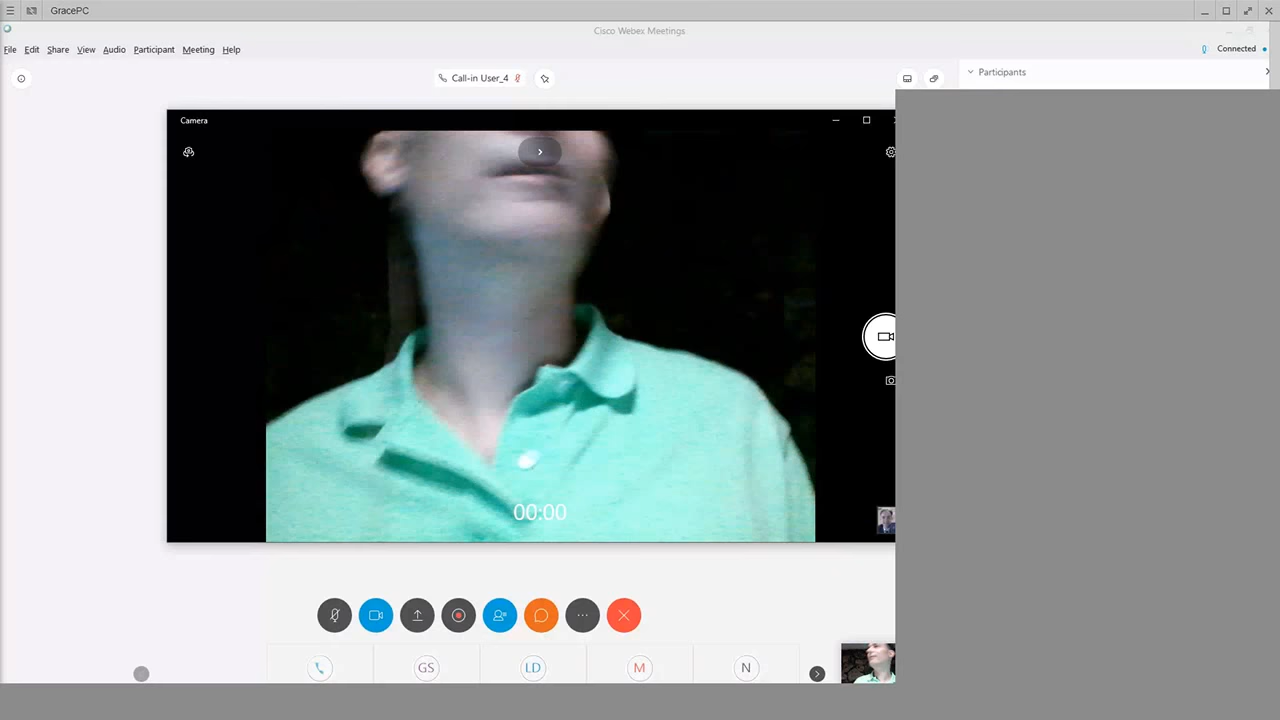 GracePC
Cisco Webex Meetings
File Edit Share View Audio Participant Meeting Help
Connected
Call-in User_4
Participants
Camera
00:00
GS LD M N